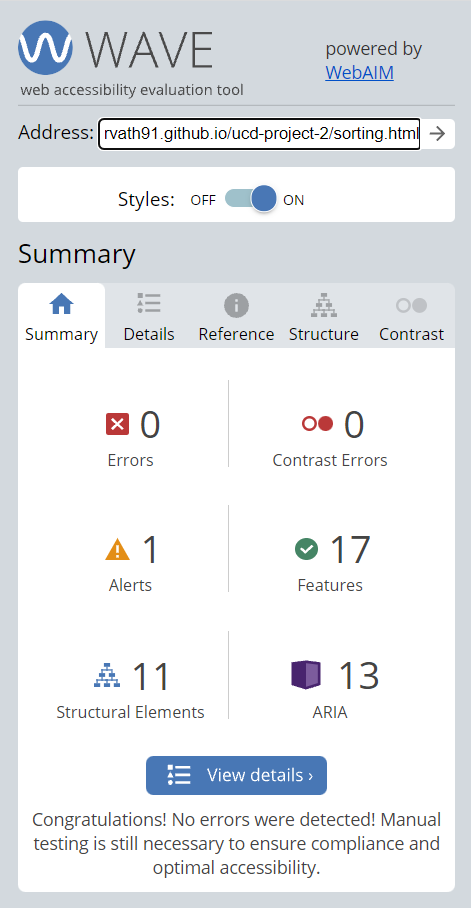 WAVE
web accessibility evaluation tool
powered by
WebAIM
Address: rvath91.github.io/ucd-project-2/sorting.html
Styles: OFF ON
Summary
Summary Details Reference Structure Contrast
0 0
Errors Contrast Errors
1 17
Alerts Features
11 13
Structural Elements ARIA
View details ›
Congratulations! No errors were detected! Manual
testing is still necessary to ensure compliance and
optimal accessibility.